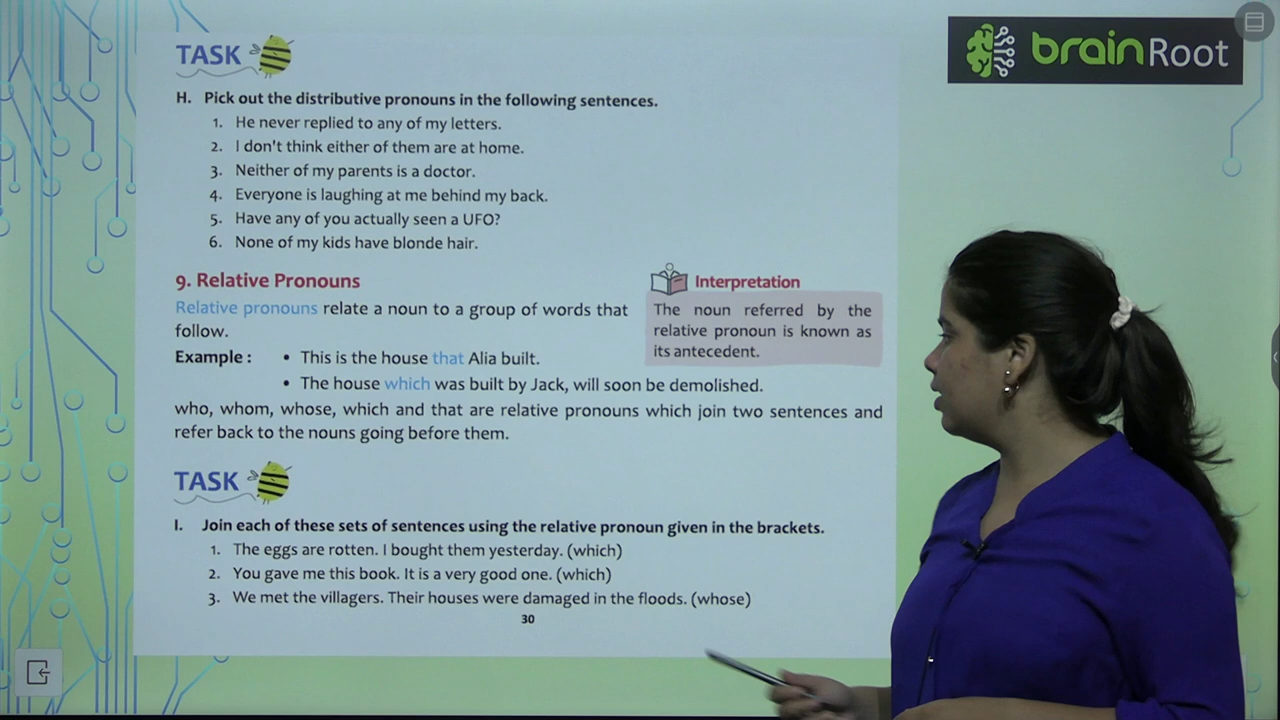 brainRoot
TASK
H. Pick out the distributive pronouns in the following sentences.
1. He never replied to any of my letters.
2. I don't think either of them are at home.
3. Neither of my parents is a doctor.
4. Everyone is laughing at me behind my back.
5. Have any of you actually seen a UFO?
6. None of my kids have blonde hair.
9. Relative Pronouns
Relative pronouns relate a noun to a group of words that
follow.
Interpretation
The noun referred by the
relative pronoun is known as
its antecedent.
Example : • This is the house that Alia built.
• The house which was built by Jack, will soon be demolished.
who, whom, whose, which and that are relative pronouns which join two sentences and
refer back to the nouns going before them.
TASK
I. Join each of these sets of sentences using the relative pronoun given in the brackets.
1. The eggs are rotten. I bought them yesterday. (which)
2. You gave me this book. It is a very good one. (which)
3. We met the villagers. Their houses were damaged in the floods. (whose)
30